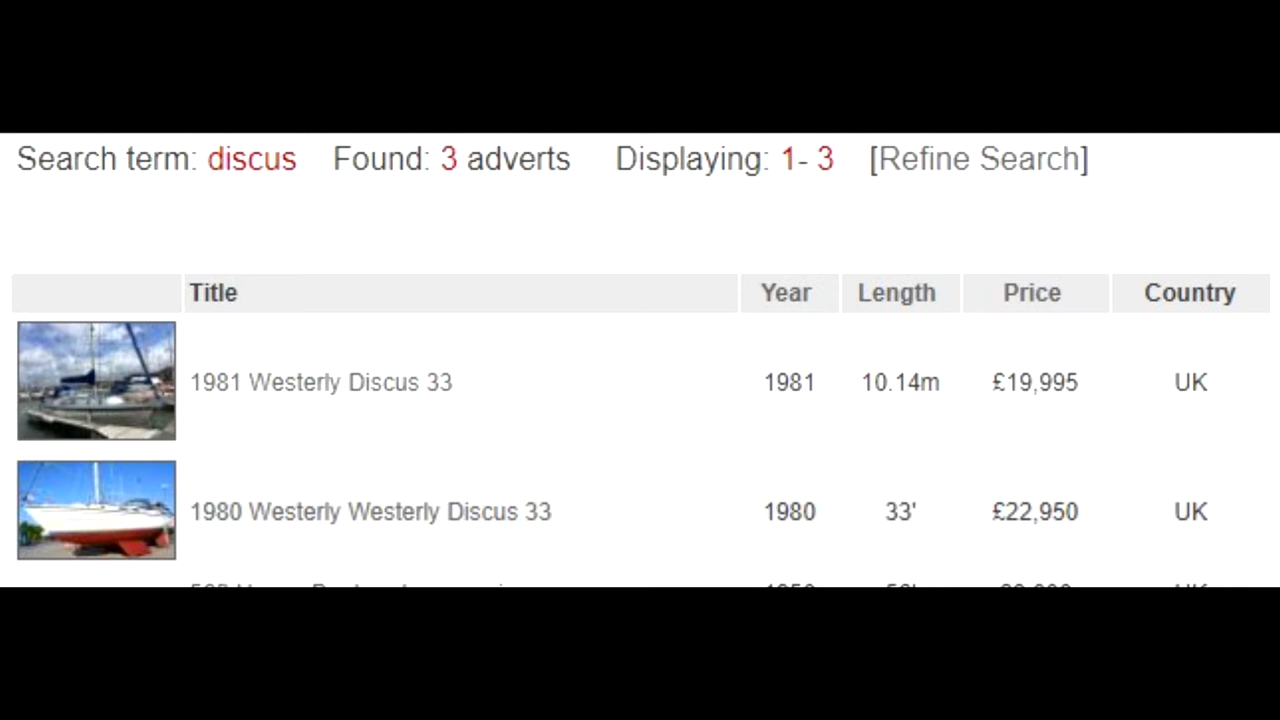 Search term: discus Found: 3 adverts Displaying: 1- 3 [Refine Search]
Title Year Length Price Country
1981 Westerly Discus 33 1981 10.14m £19,995 UK
1980 Westerly Westerly Discus 33 1980 33' £22,950 UK